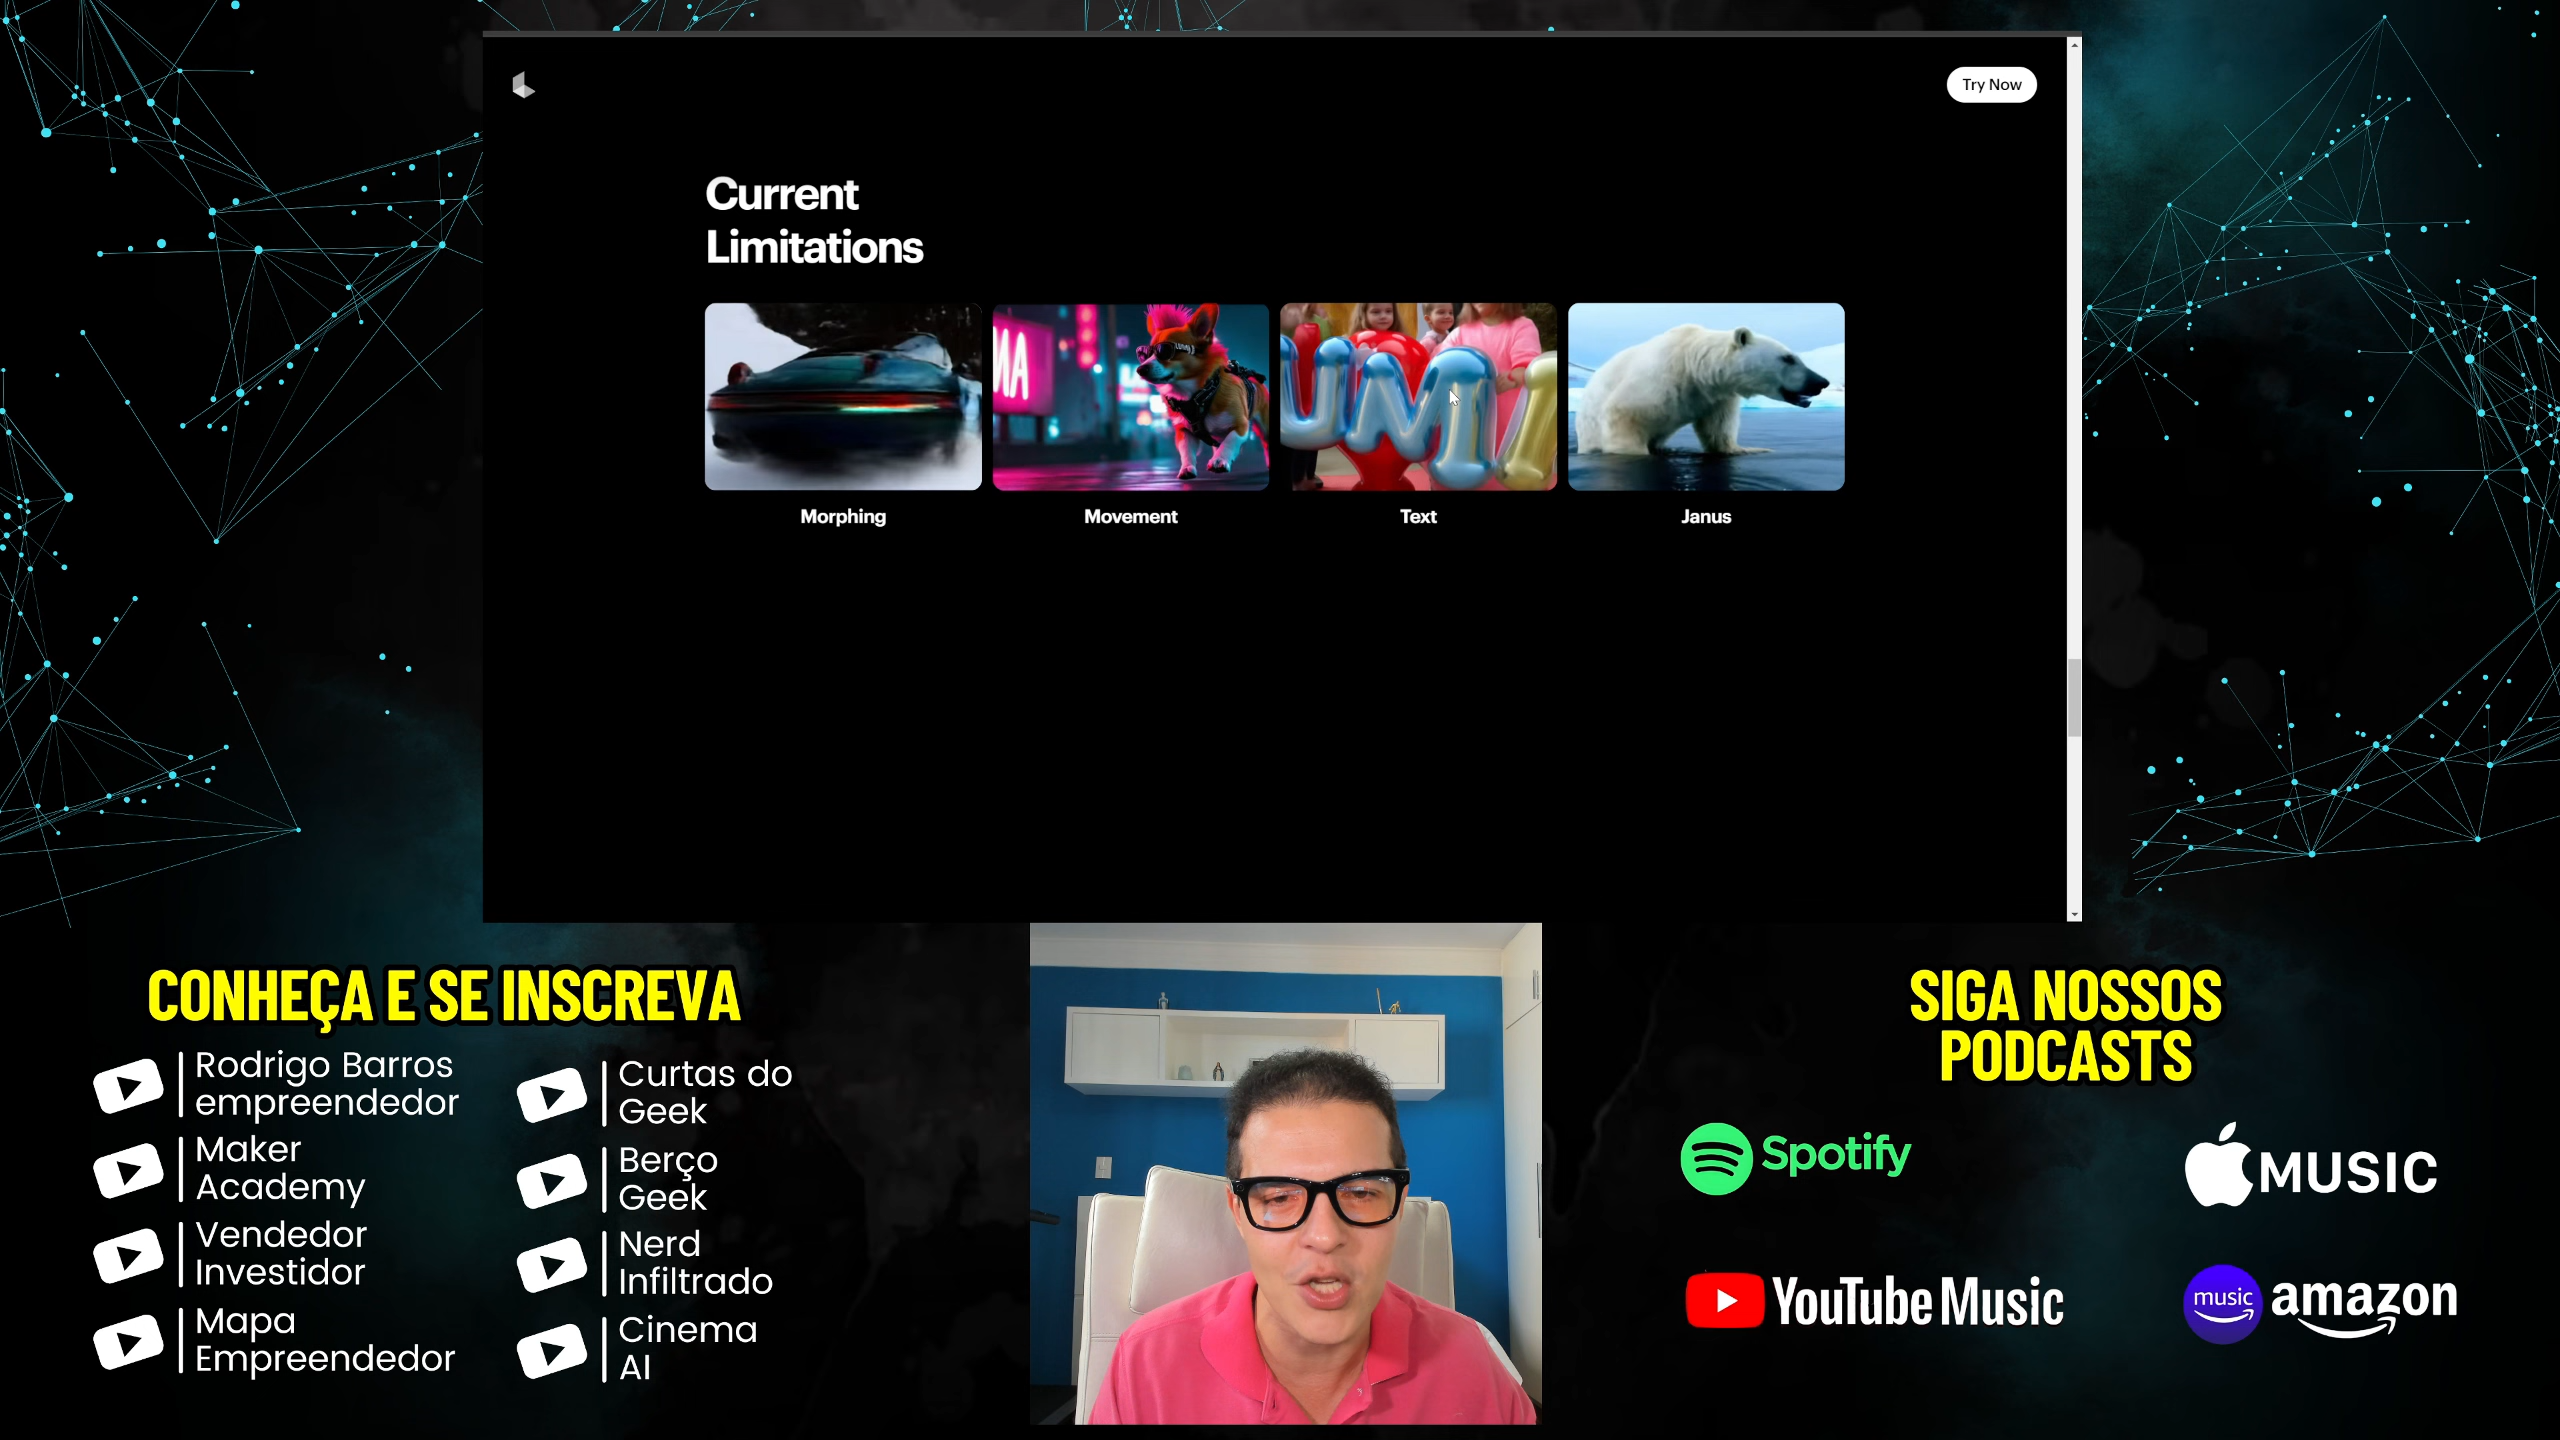 Try Now
Current
Limitations
MA
UMA
Morphing
Movement
Text
Janus
CONHEÇA E SE INSCREVA
Rodrigo Barros
empreendedor
Maker
Academy
Vendedor
Investidor
Mapa
Empreendedor
Curtas do
Geek
Berço
Geek
Nerd
Infiltrado
Cinema
AI
SIGA NOSSOS
PODCASTS
Spotify
MUSIC
YouTube Music
music
amazon